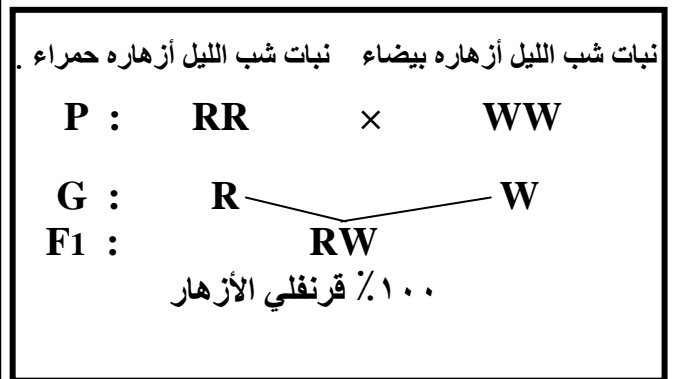 نبات شب الليل أزهاره بيضاء نبات شب الليل أزهاره حمراء .
P : RR × WW
G : R W
F1 : RW
١٠٠٪ قرنفلي الأزهار